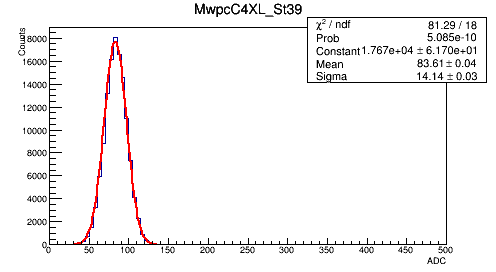 MwpcC4XL_St39
χ² / ndf 81.29 / 18
Prob 5.085e-10
Constant 1.767e+04 ± 6.170e+01
Mean 83.61 ± 0.04
Sigma 14.14 ± 0.03
Counts
18000
16000
14000
12000
10000
8000
6000
4000
2000
0
0 50 100 150 200 250 300 350 400 450 500
ADC